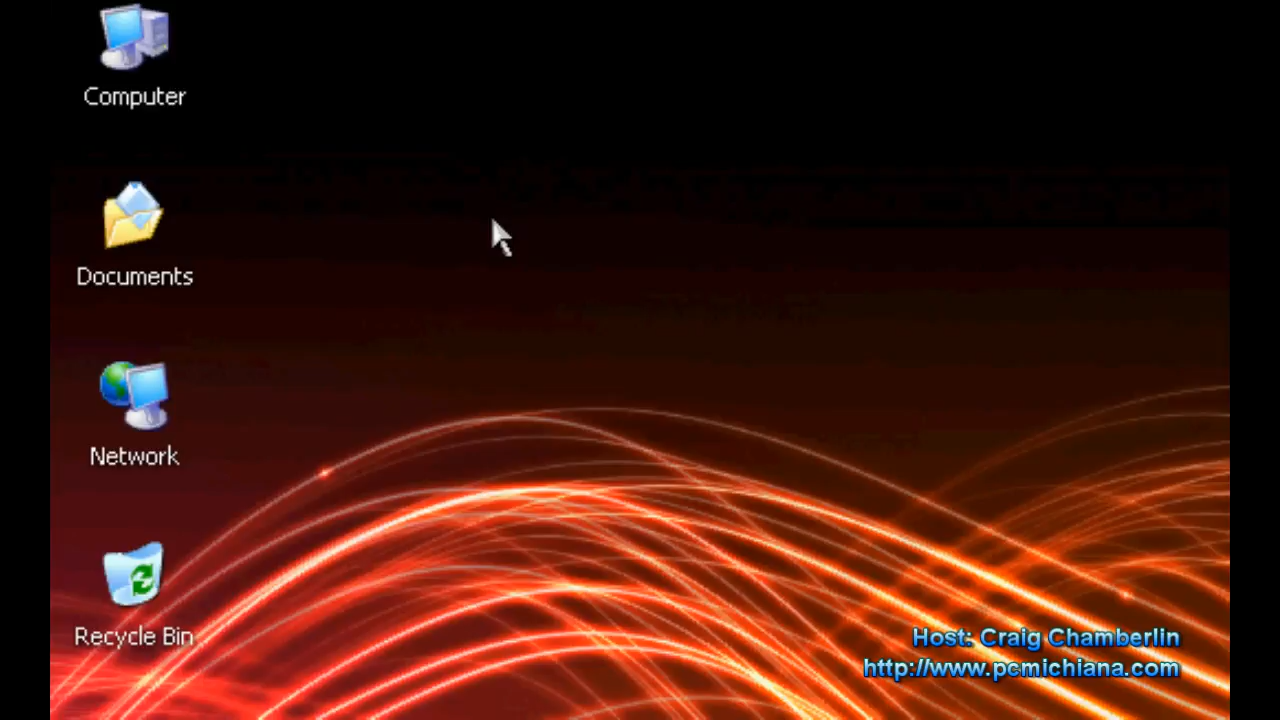 Computer
Documents
Network
Recycle Bin
Host: Craig Chamberlin
http://www.pcmichiana.com